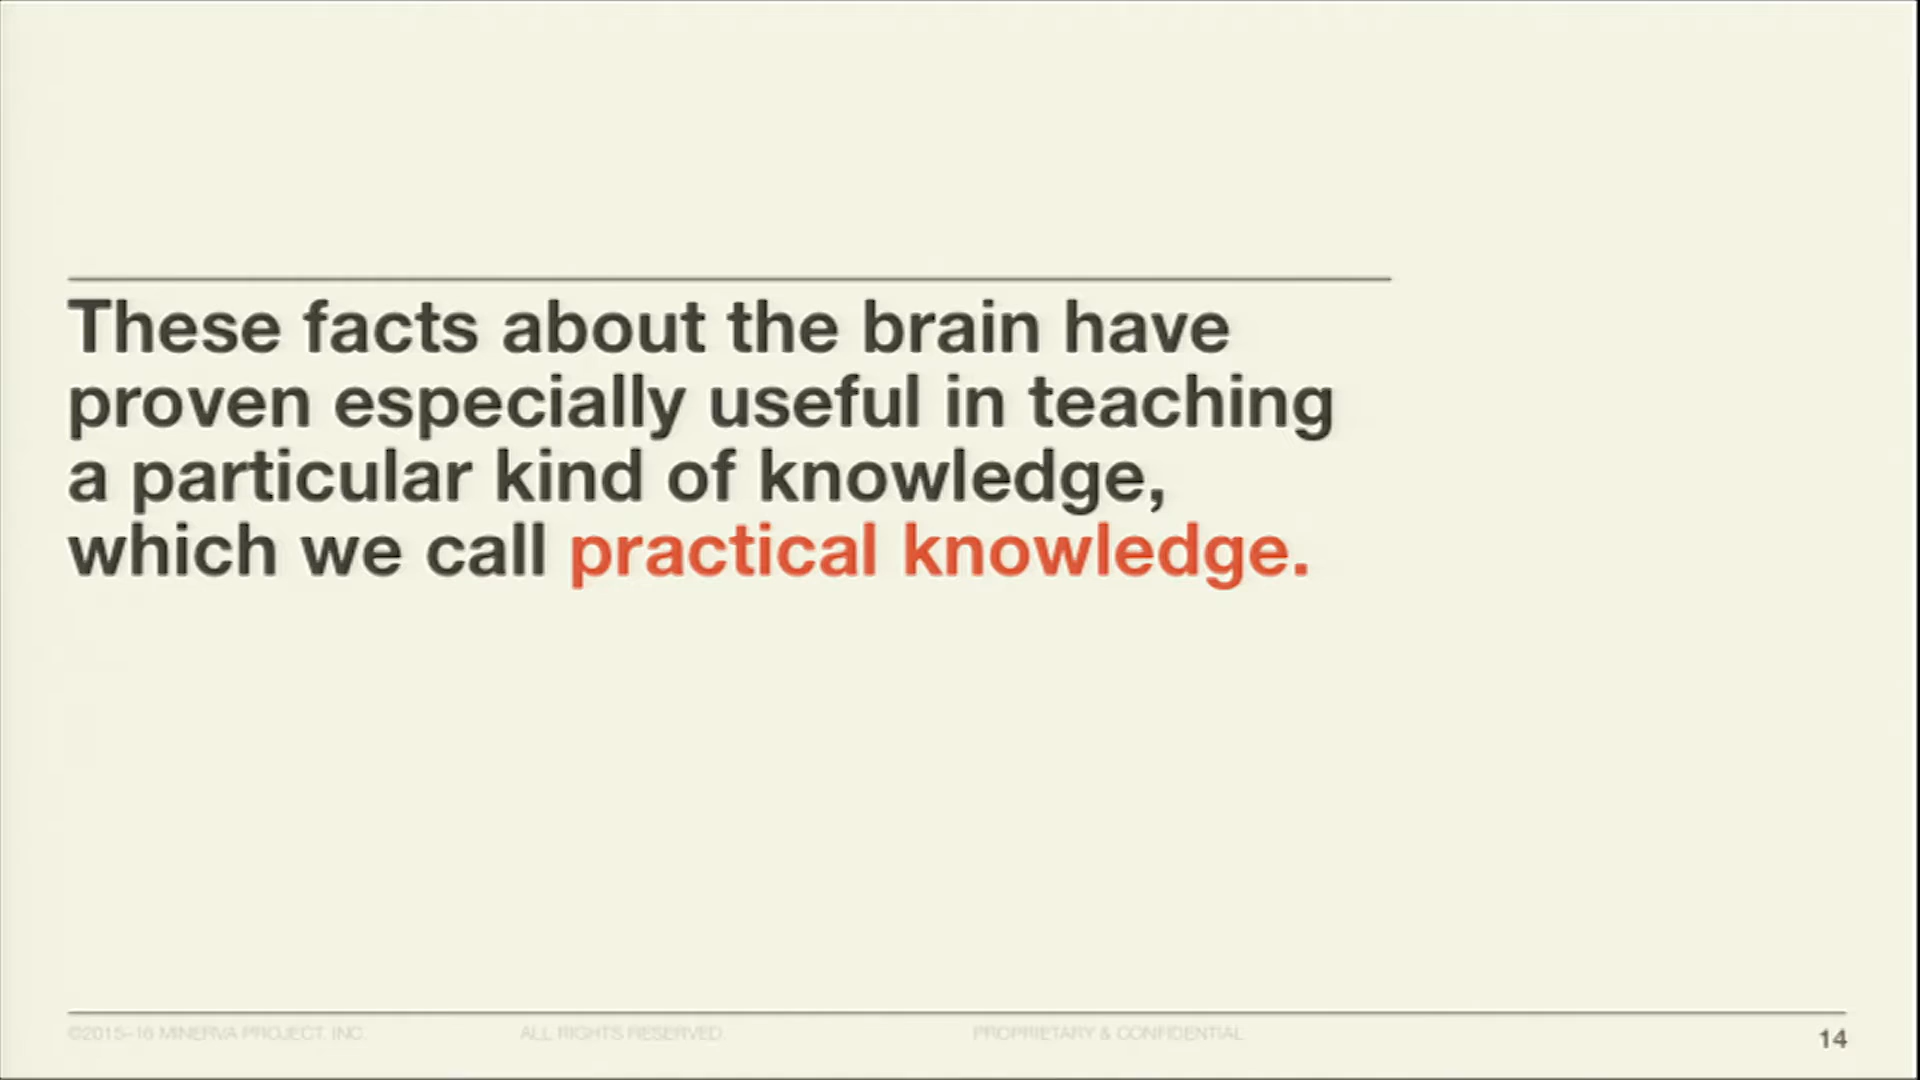 These facts about the brain have
proven especially useful in teaching
a particular kind of knowledge,
which we call practical knowledge.
©2015–16 MINERVA PROJECT, INC.
ALL RIGHTS RESERVED.
PROPRIETARY & CONFIDENTIAL
14